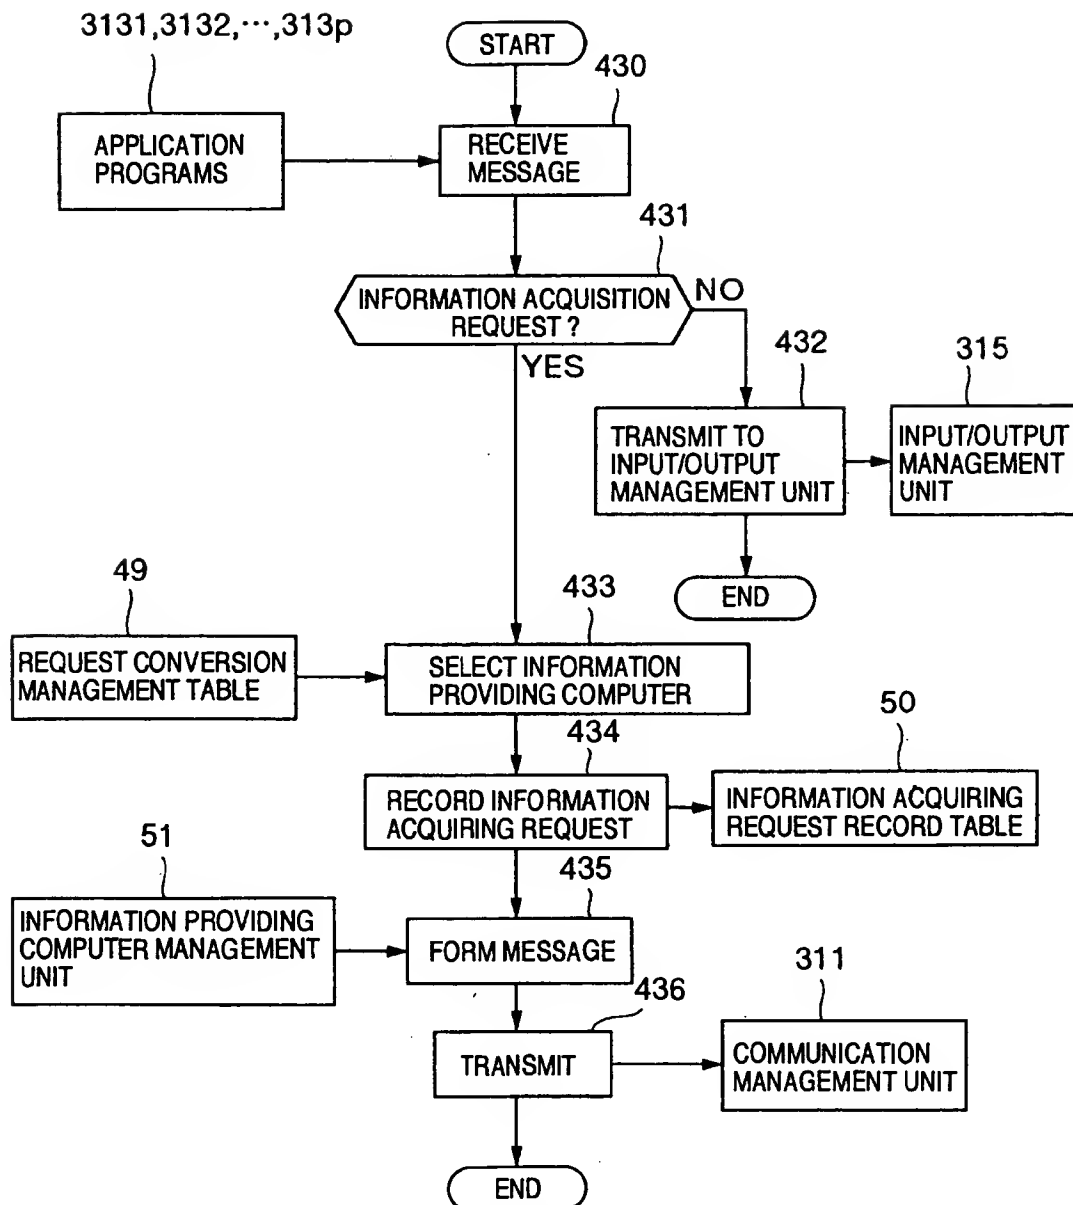 3131,3132,···,313p
START
430
APPLICATION
PROGRAMS
RECEIVE
MESSAGE
431
INFORMATION ACQUISITION
REQUEST ?
NO
YES
432
315
TRANSMIT TO
INPUT/OUTPUT
MANAGEMENT UNIT
INPUT/OUTPUT
MANAGEMENT
UNIT
END
49
433
REQUEST CONVERSION
MANAGEMENT TABLE
SELECT INFORMATION
PROVIDING COMPUTER
434
50
RECORD INFORMATION
ACQUIRING REQUEST
INFORMATION ACQUIRING
REQUEST RECORD TABLE
51
435
INFORMATION PROVIDING
COMPUTER MANAGEMENT
UNIT
FORM MESSAGE
436
311
TRANSMIT
COMMUNICATION
MANAGEMENT UNIT
END